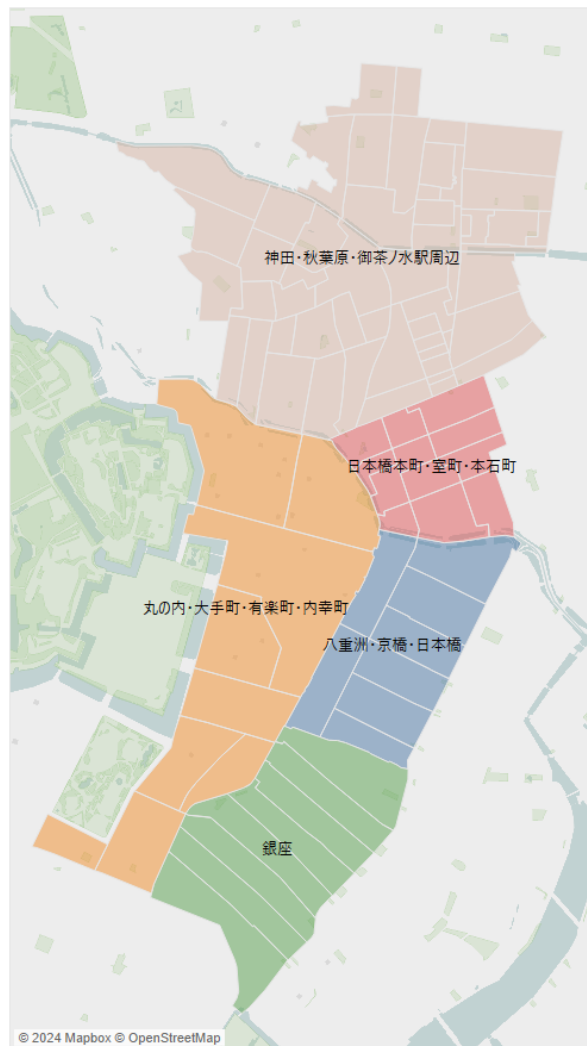 神田・秋葉原・御茶ノ水駅周辺
日本橋本町・室町・本石町
丸の内・大手町・有楽町・内幸町
八重洲・京橋・日本橋
銀座
© 2024 Mapbox © OpenStreetMap